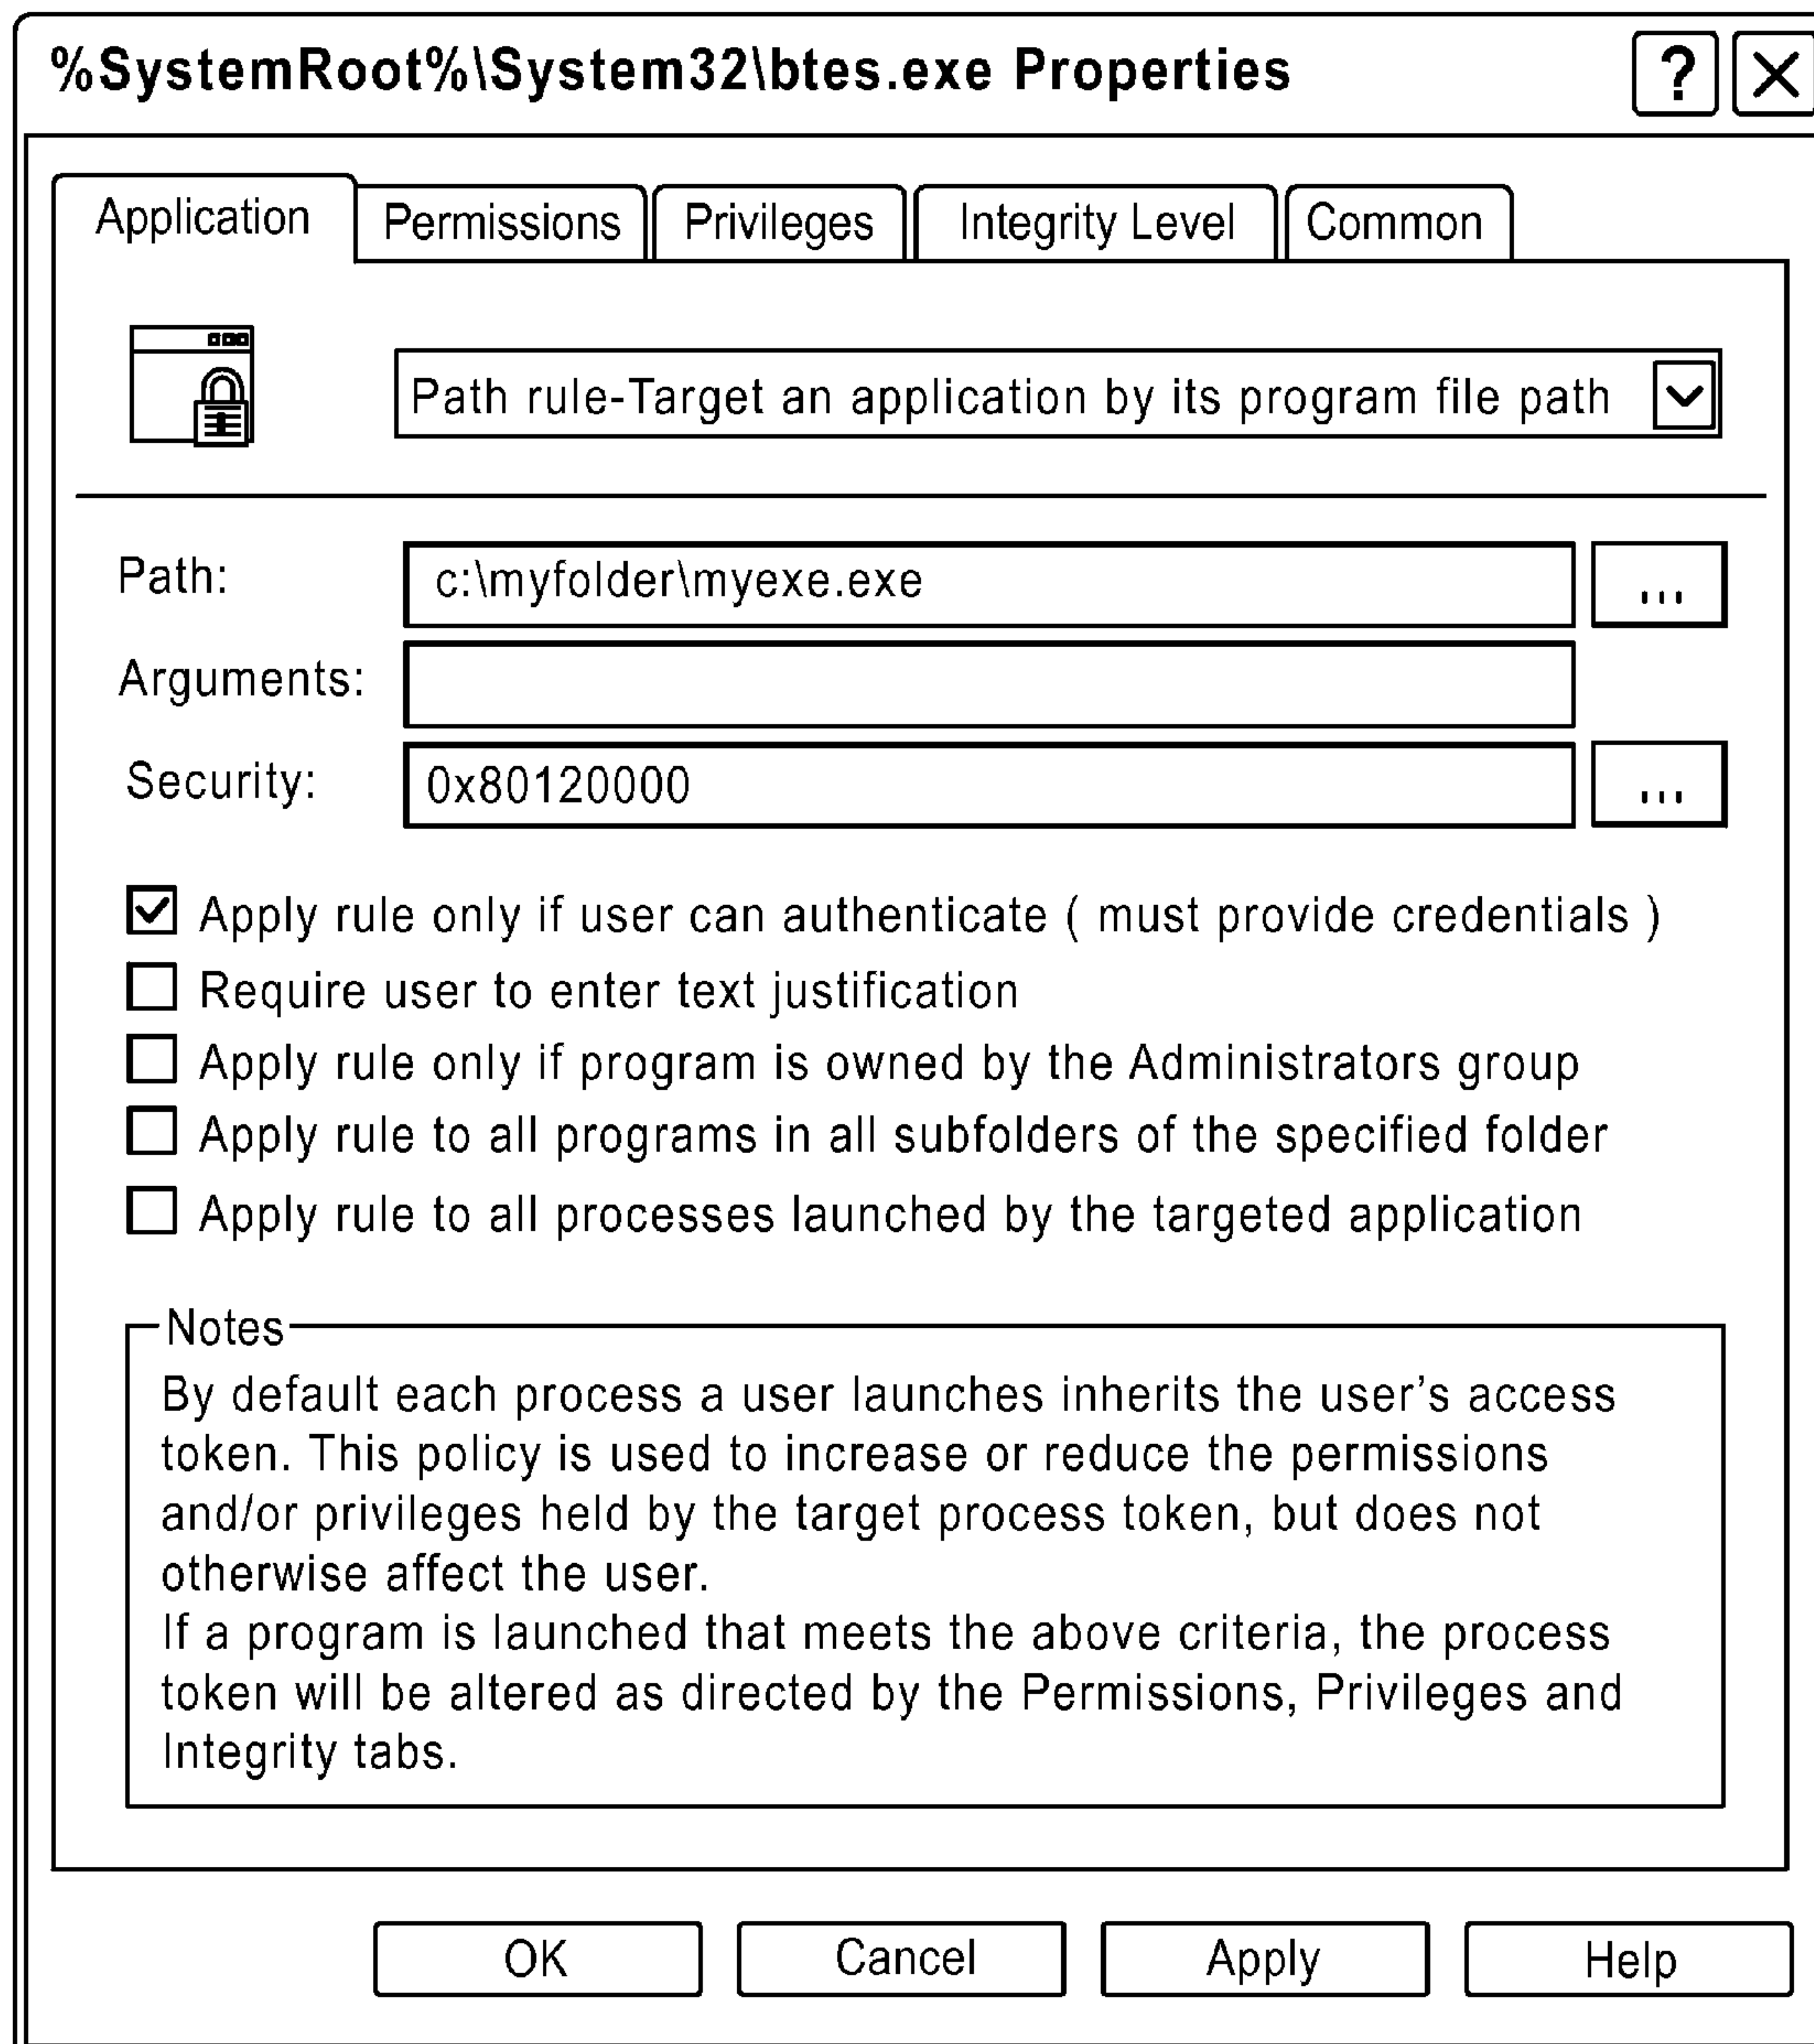 %SystemRoot%\System32\btes.exe Properties
?
Application
Permissions
Privileges
Integrity Level
Common
Path rule-Target an application by its program file path
Path:
c:\myfolder\myexe.exe
...
Arguments:
Security:
0x80120000
...
Apply rule only if user can authenticate ( must provide credentials )
Require user to enter text justification
Apply rule only if program is owned by the Administrators group
Apply rule to all programs in all subfolders of the specified folder
Apply rule to all processes launched by the targeted application
Notes
By default each process a user launches inherits the user’s access
token. This policy is used to increase or reduce the permissions
and/or privileges held by the target process token, but does not
otherwise affect the user.
If a program is launched that meets the above criteria, the process
token will be altered as directed by the Permissions, Privileges and
Integrity tabs.
OK
Cancel
Apply
Help